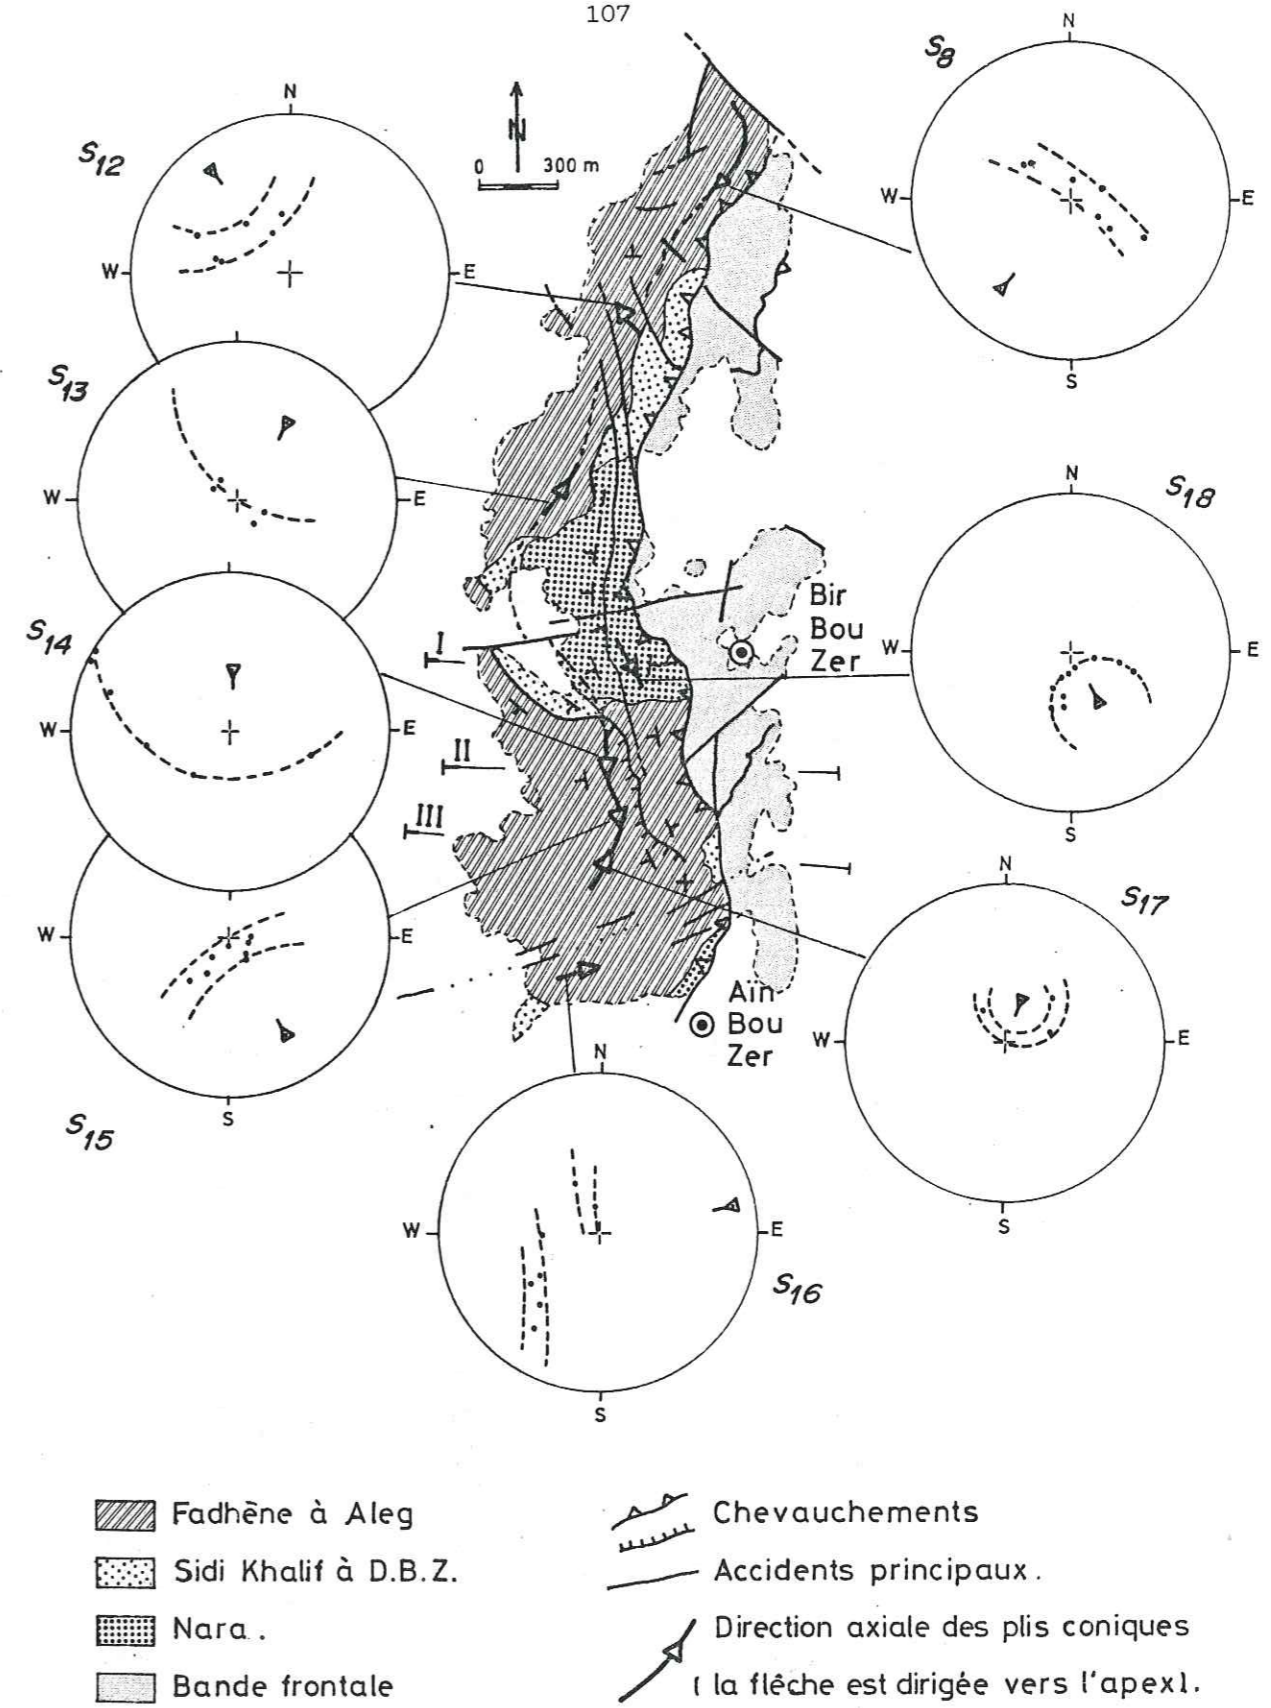 107
N
S8
W
E
S
N
S12
W
E
N
0 300 m
S13
W
E
N
S18
W
E
S
S14
W
E
I
Bir
Bou
Zer
II
III
S15
W
E
S
N
S17
W
E
S
Aïn
Bou
Zer
N
W
E
S16
S
Fadhêne à Aleg
Sidi Khalif à D.B.Z.
Nara.
Bande frontale
Chevauchements
Accidents principaux.
Direction axiale des plis coniques
( la flêche est dirigée vers l'apex).